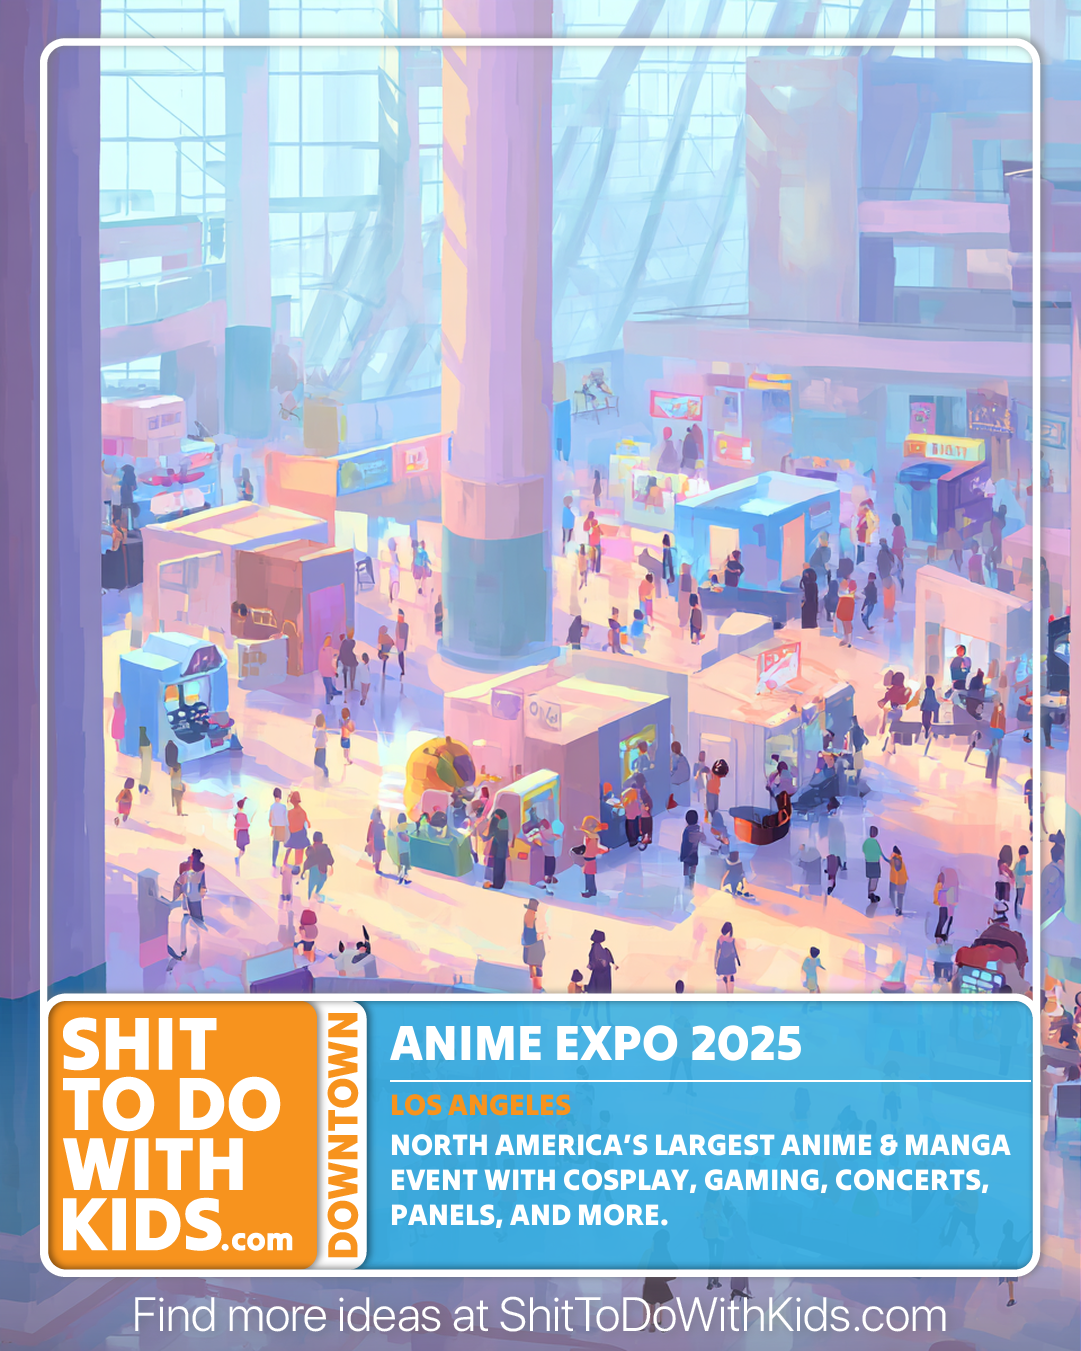 SHIT
TO DO
WITH
KIDS.com
DOWNTOWN
ANIME EXPO 2025
LOS ANGELES
NORTH AMERICA'S LARGEST ANIME & MANGA
EVENT WITH COSPLAY, GAMING, CONCERTS,
PANELS, AND MORE.
Find more ideas at ShitToDoWithKids.com